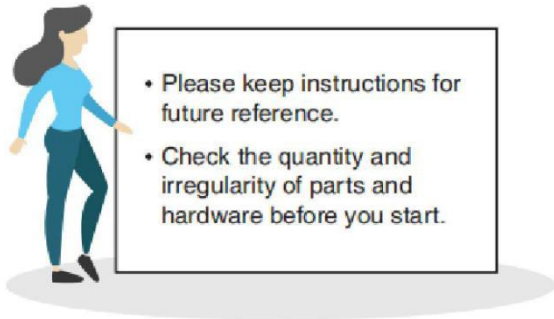 • Please keep instructions for
future reference.
• Check the quantity and
irregularity of parts and
hardware before you start.